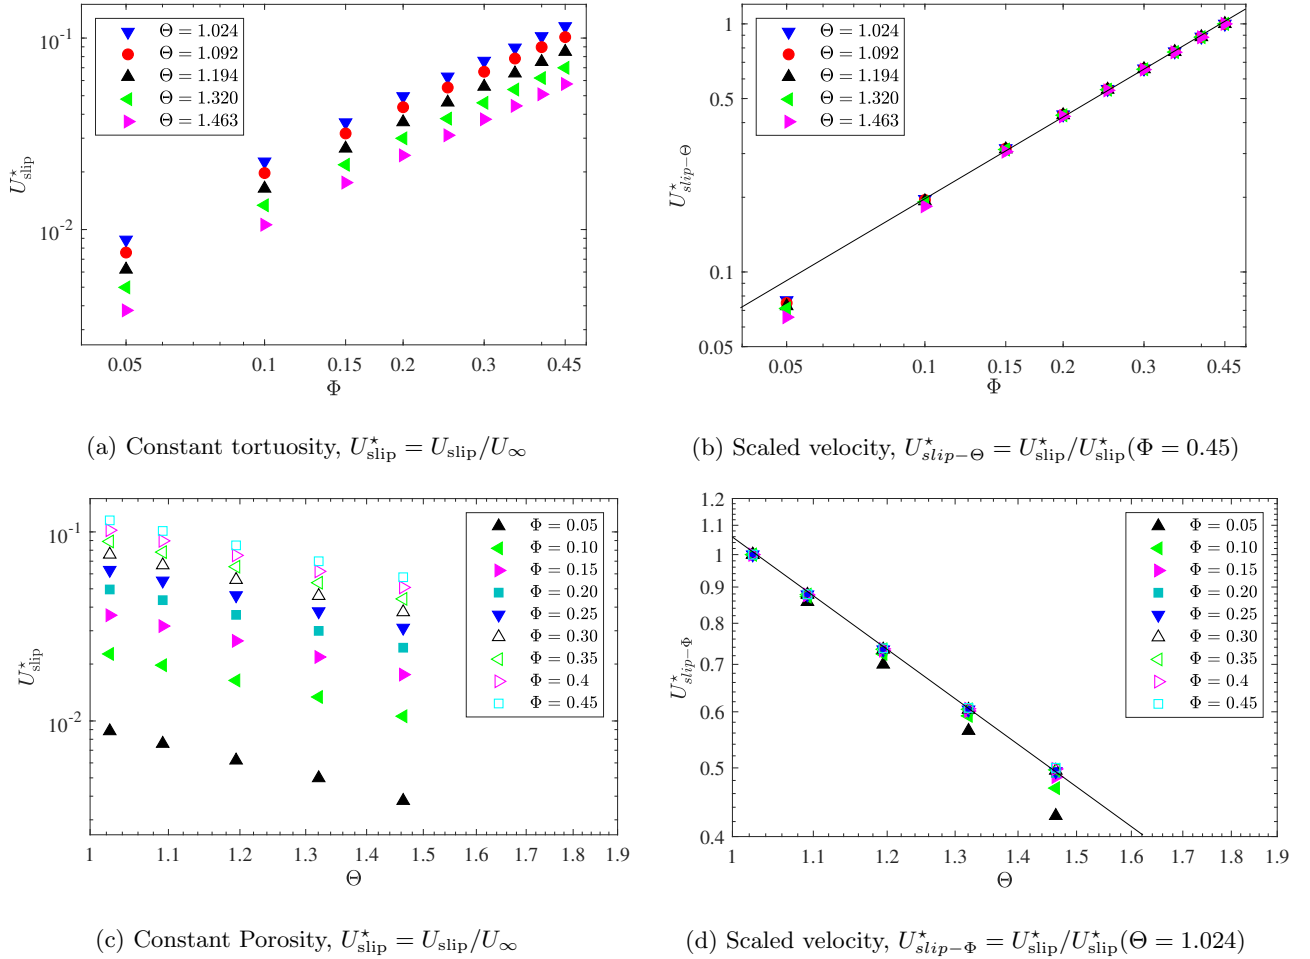 10⁻¹
10⁻²
U*slip
Θ = 1.024
Θ = 1.092
Θ = 1.194
Θ = 1.320
Θ = 1.463
0.05 0.1 0.15 0.2 0.3 0.45
Φ
(a) Constant tortuosity, U⋆slip = Uslip/U∞
1
0.5
0.2
0.1
0.05
U⋆slip−Θ
Θ = 1.024
Θ = 1.092
Θ = 1.194
Θ = 1.320
Θ = 1.463
0.05 0.1 0.15 0.2 0.3 0.45
Φ
(b) Scaled velocity, U⋆slip−Θ = U⋆slip/U⋆slip(Φ = 0.45)
10⁻¹
10⁻²
U⋆slip
Φ = 0.05
Φ = 0.10
Φ = 0.15
Φ = 0.20
Φ = 0.25
Φ = 0.30
Φ = 0.35
Φ = 0.4
Φ = 0.45
1 1.1 1.2 1.3 1.4 1.5 1.6 1.7 1.8 1.9
Θ
(c) Constant Porosity, U⋆slip = Uslip/U∞
1.2
1.1
1
0.9
0.8
0.7
0.6
0.5
0.4
U⋆slip−Φ
Φ = 0.05
Φ = 0.10
Φ = 0.15
Φ = 0.20
Φ = 0.25
Φ = 0.30
Φ = 0.35
Φ = 0.4
Φ = 0.45
1 1.1 1.2 1.3 1.4 1.5 1.6 1.7 1.8 1.9
Θ
(d) Scaled velocity, U⋆slip−Φ = U⋆slip/U⋆slip(Θ = 1.024)